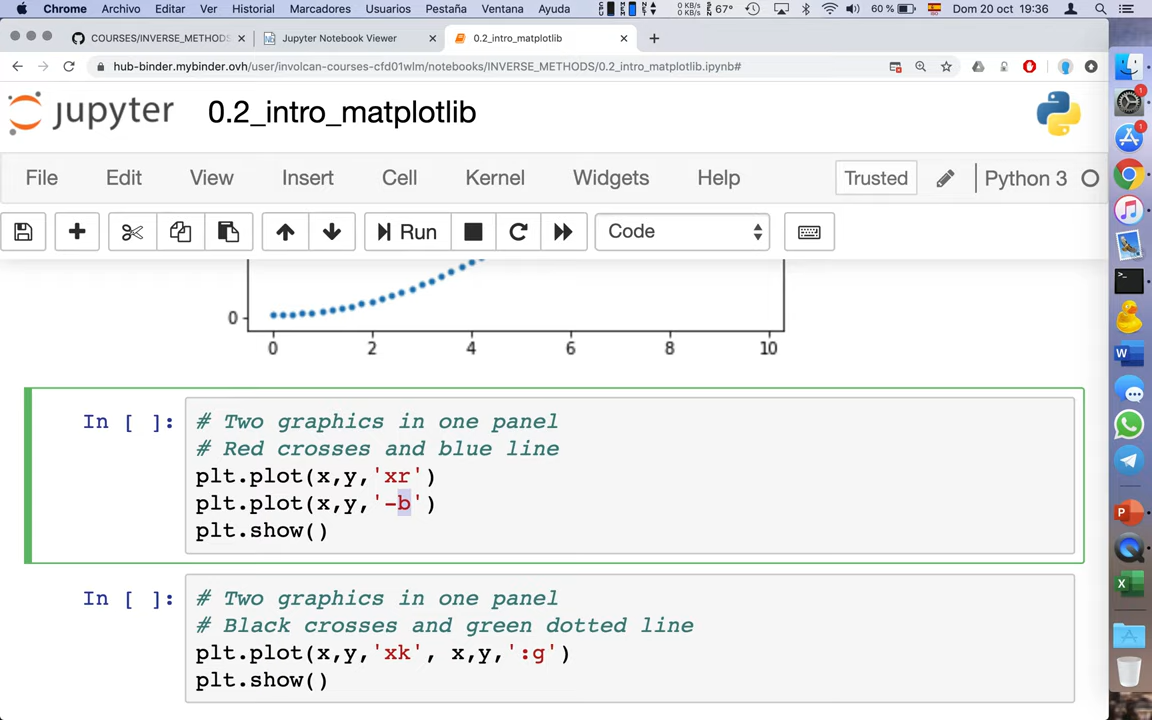 Chrome Archivo Editar Ver Historial Marcadores Usuarios Pestaña Ventana Ayuda 0 KB/s 0 KB/s 67° 60 % Dom 20 oct 19:36
COURSES/INVERSE_METHODS Jupyter Notebook Viewer 0.2_intro_matplotlib
hub-binder.mybinder.ovh/user/involcan-courses-cfd01wlm/notebooks/INVERSE_METHODS/0.2_intro_matplotlib.ipynb#
jupyter 0.2_intro_matplotlib
File Edit View Insert Cell Kernel Widgets Help Trusted Python 3
Run Code
0
0 2 4 6 8 10
In [ ]: # Two graphics in one panel
# Red crosses and blue line
plt.plot(x,y,'xr')
plt.plot(x,y,'-b')
plt.show()
In [ ]: # Two graphics in one panel
# Black crosses and green dotted line
plt.plot(x,y,'xk', x,y,':g')
plt.show()